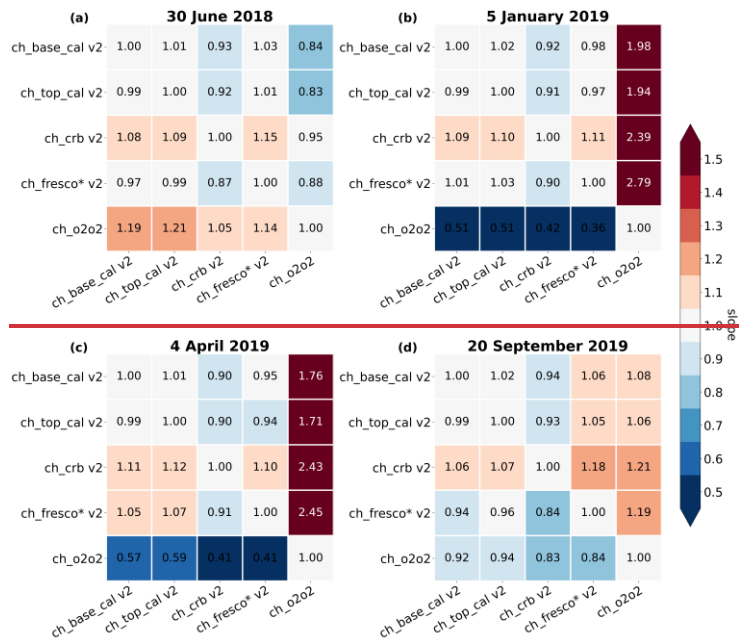 (a) 30 June 2018
ch_base_cal v2 1.00 1.01 0.93 1.03 0.84
ch_top_cal v2 0.99 1.00 0.92 1.01 0.83
ch_crb v2 1.08 1.09 1.00 1.15 0.95
ch_fresco* v2 0.97 0.99 0.87 1.00 0.88
ch_o2o2 1.19 1.21 1.05 1.14 1.00
ch_base_cal v2 ch_top_cal v2 ch_crb v2 ch_fresco* v2 ch_o2o2
(b) 5 January 2019
ch_base_cal v2 1.00 1.02 0.92 0.98 1.98
ch_top_cal v2 0.99 1.00 0.91 0.97 1.94
ch_crb v2 1.09 1.10 1.00 1.11 2.39
ch_fresco* v2 1.01 1.03 0.90 1.00 2.79
ch_o2o2 0.51 0.51 0.42 0.36 1.00
ch_base_cal v2 ch_top_cal v2 ch_crb v2 ch_fresco* v2 ch_o2o2
(c) 4 April 2019
ch_base_cal v2 1.00 1.01 0.90 0.95 1.76
ch_top_cal v2 0.99 1.00 0.90 0.94 1.71
ch_crb v2 1.11 1.12 1.00 1.10 2.43
ch_fresco* v2 1.05 1.07 0.91 1.00 2.45
ch_o2o2 0.57 0.59 0.41 0.41 1.00
ch_base_cal v2 ch_top_cal v2 ch_crb v2 ch_fresco* v2 ch_o2o2
(d) 20 September 2019
ch_base_cal v2 1.00 1.02 0.94 1.06 1.08
ch_top_cal v2 0.99 1.00 0.93 1.05 1.06
ch_crb v2 1.06 1.07 1.00 1.18 1.21
ch_fresco* v2 0.94 0.96 0.84 1.00 1.19
ch_o2o2 0.92 0.94 0.83 0.84 1.00
ch_base_cal v2 ch_top_cal v2 ch_crb v2 ch_fresco* v2 ch_o2o2
1.5
1.4
1.3
1.2
1.1
1.0
0.9
0.8
0.7
0.6
0.5
slope